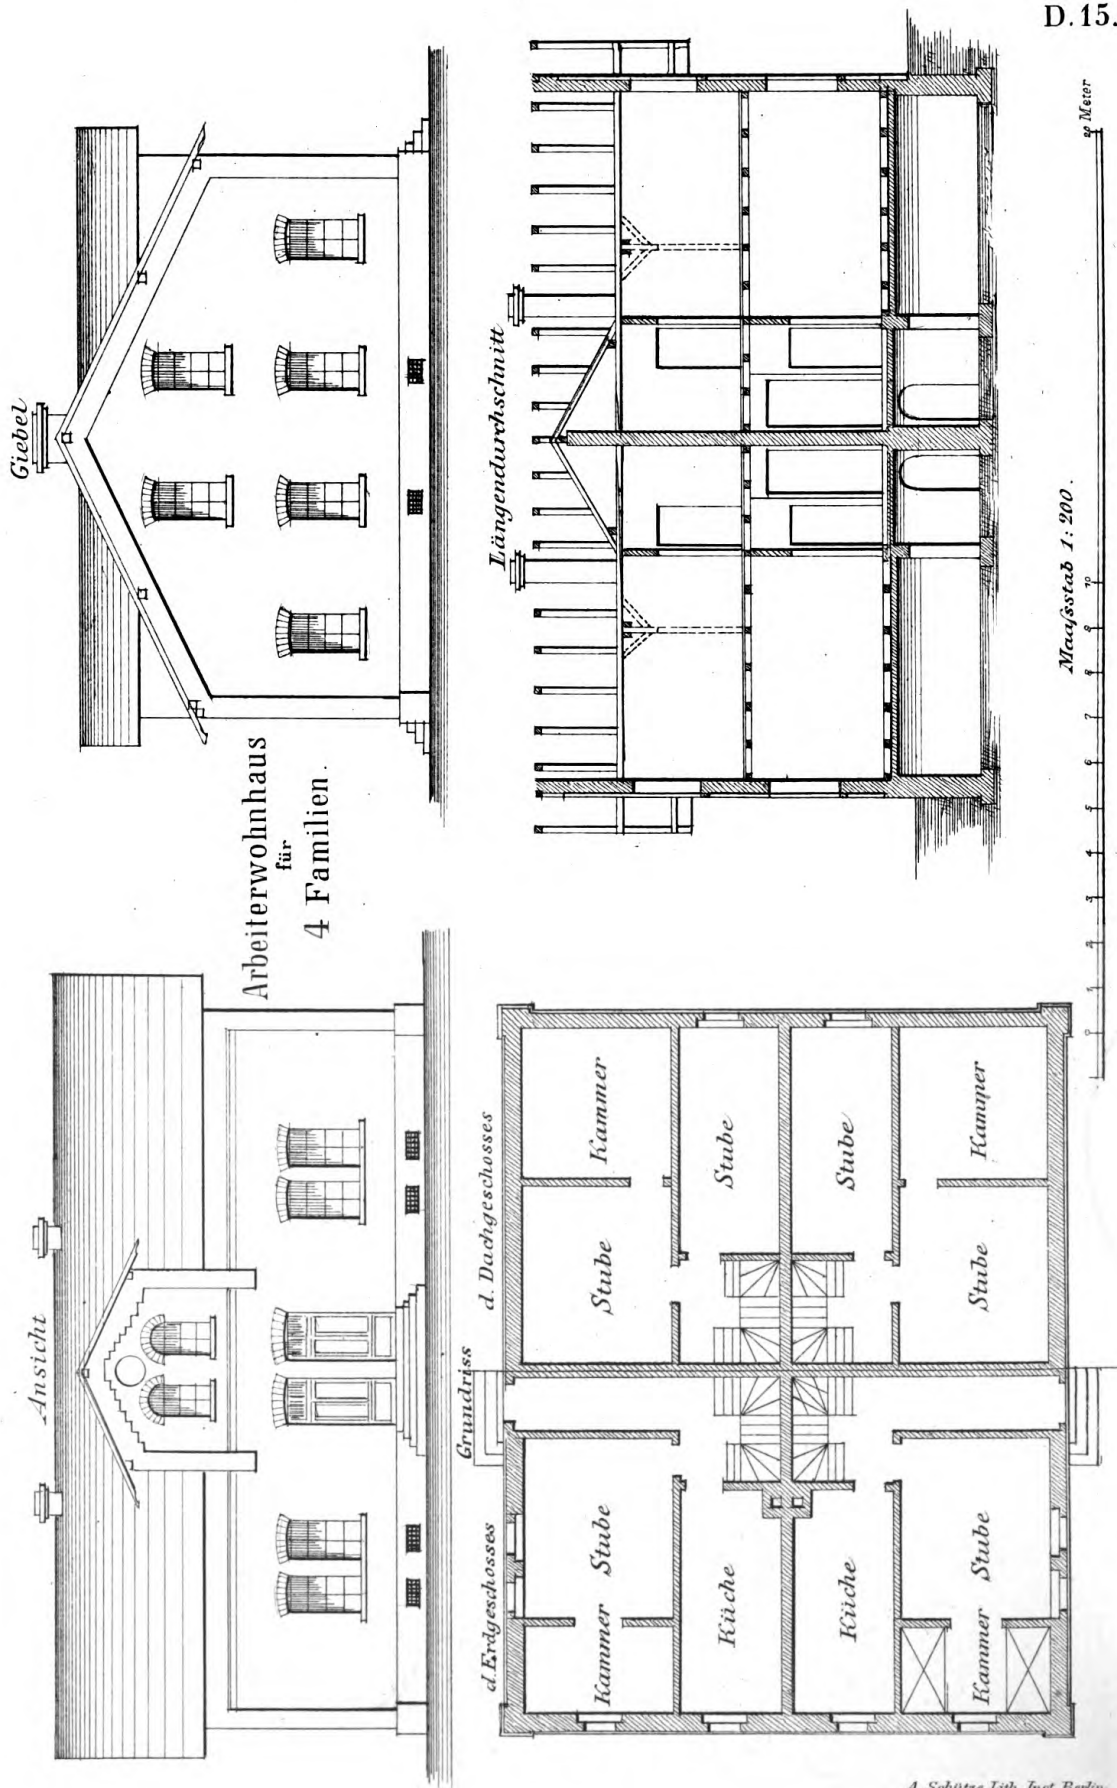 D. 15.
Ansicht
Giebel
Arbeiterwohnhaus
für
4 Familien.
Längendurchschnitt
Grundriss
d. Erdgeschosses
d. Dachgeschosses
Kammer Stube
Stube
Kammer
Küche
Stube
Küche
Stube
Kammer Stube
Stube
Kammer
Maaſsstab 1:200.
0 1 2 3 4 5 6 7 8 9 10 20 Meter
A. Schütze Lith. Inst. Berlin.